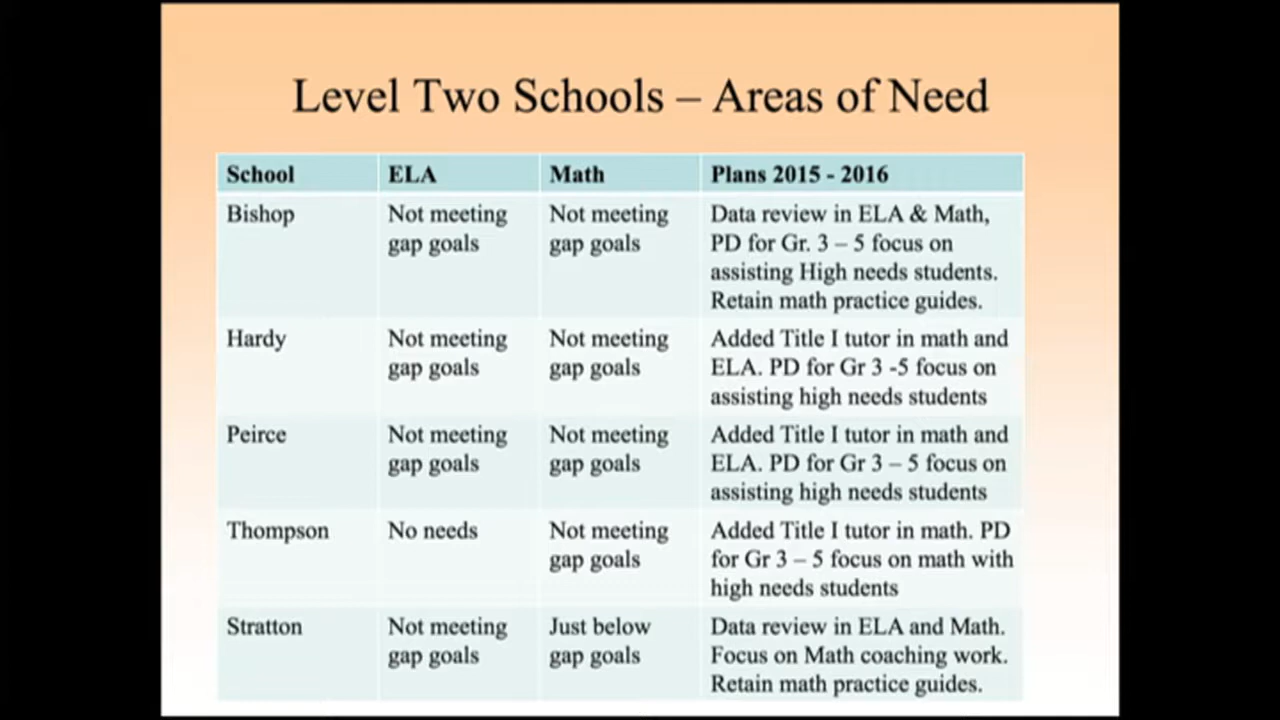 Level Two Schools – Areas of Need
School ELA Math Plans 2015 - 2016
Bishop Not meeting Not meeting Data review in ELA & Math,
gap goals gap goals PD for Gr. 3 – 5 focus on
assisting High needs students.
Retain math practice guides.
Hardy Not meeting Not meeting Added Title I tutor in math and
gap goals gap goals ELA. PD for Gr 3 -5 focus on
assisting high needs students
Peirce Not meeting Not meeting Added Title I tutor in math and
gap goals gap goals ELA. PD for Gr 3 – 5 focus on
assisting high needs students
Thompson No needs Not meeting Added Title I tutor in math. PD
gap goals for Gr 3 – 5 focus on math with
high needs students
Stratton Not meeting Just below Data review in ELA and Math.
gap goals gap goals Focus on Math coaching work.
Retain math practice guides.